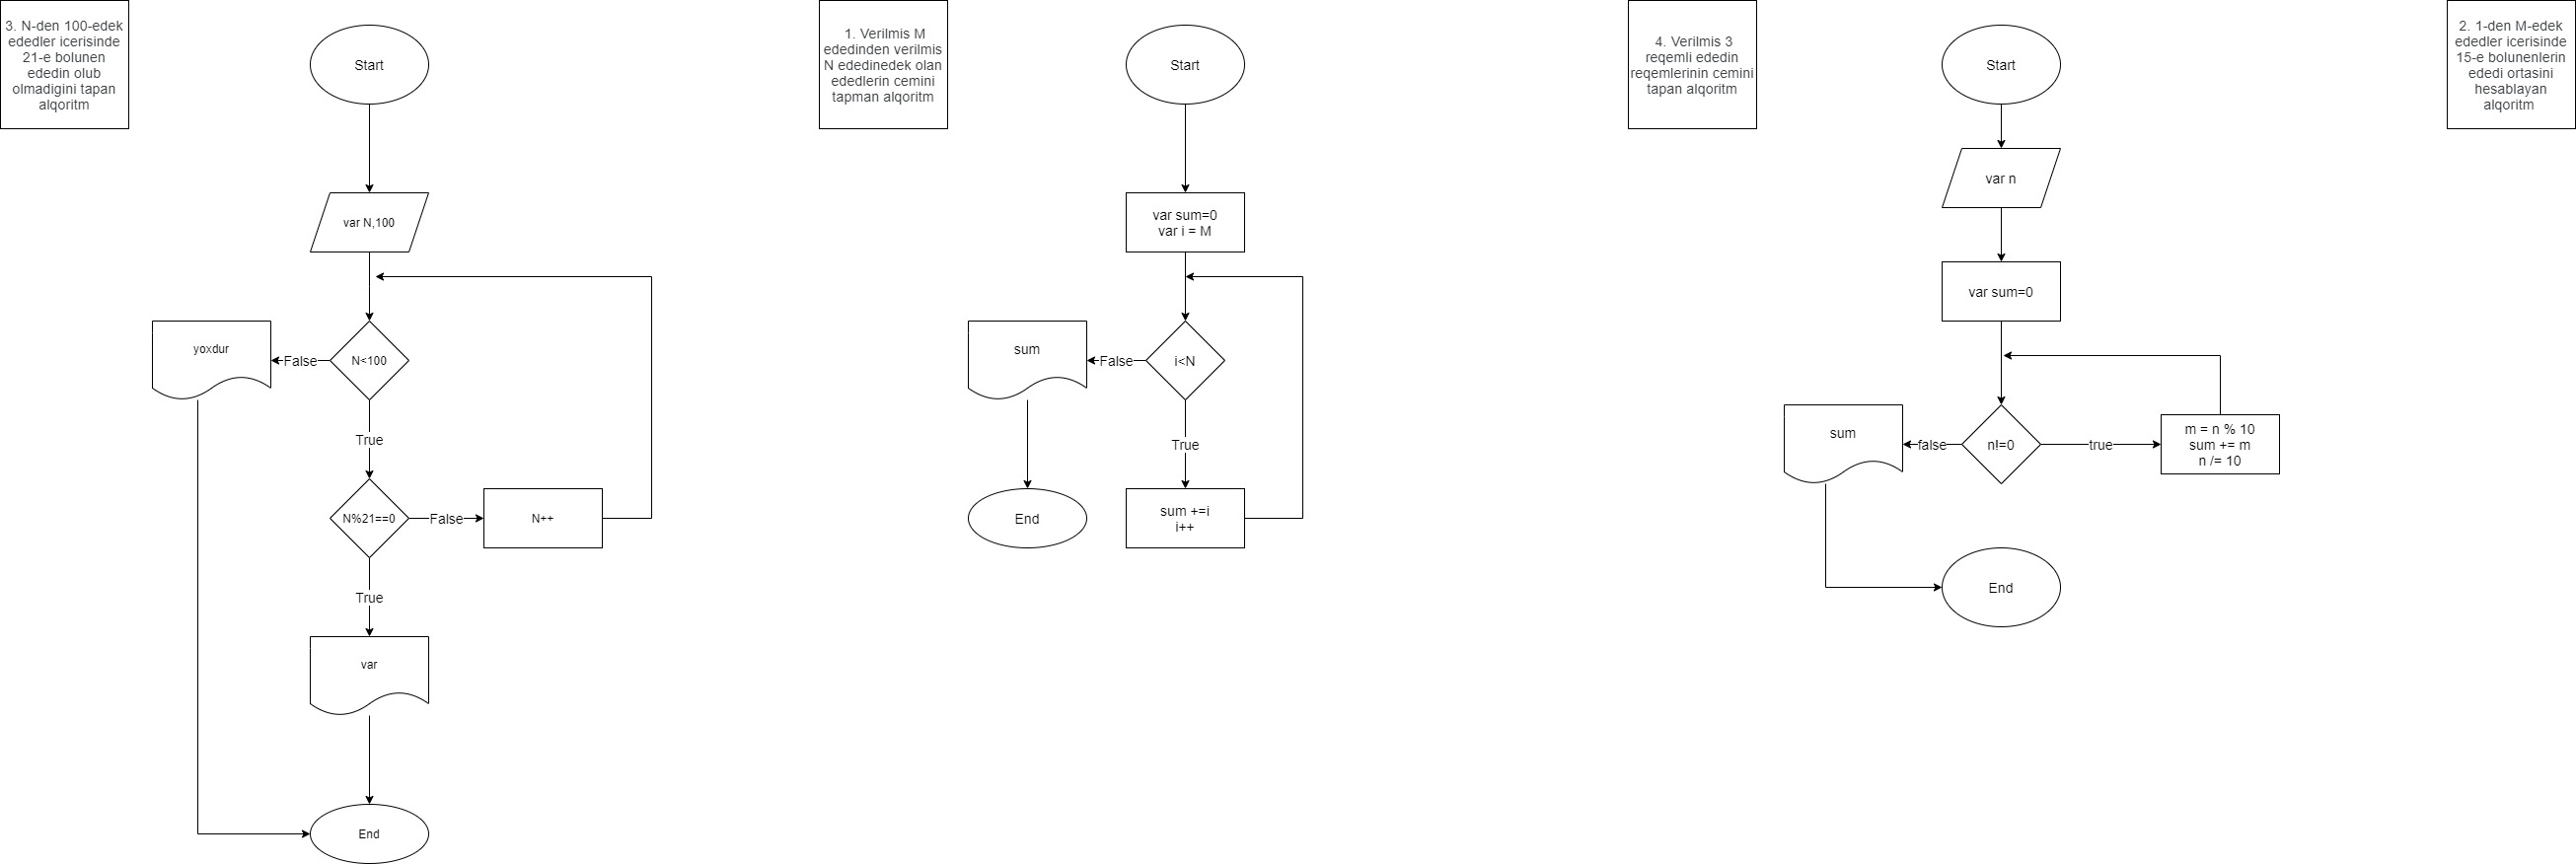 3. N-den 100-edek
ededler icerisinde
21-e bolunen
ededin olub
olmadigini tapan
alqoritm
Start
var N,100
yoxdur
False
N<100
True
N%21==0
False
N++
True
var
End
1. Verilmis M
ededinden verilmis
N ededinedek olan
ededlerin cemini
tapman alqoritm
Start
var sum=0
var i = M
sum
False
i<N
True
End
sum +=i
i++
4. Verilmis 3
reqemli ededin
reqemlerinin cemini
tapan alqoritm
Start
var n
var sum=0
sum
false
n!=0
true
m = n % 10
sum += m
n /= 10
End
2. 1-den M-edek
ededler icerisinde
15-e bolunenlerin
ededi ortasini
hesablayan
alqoritm